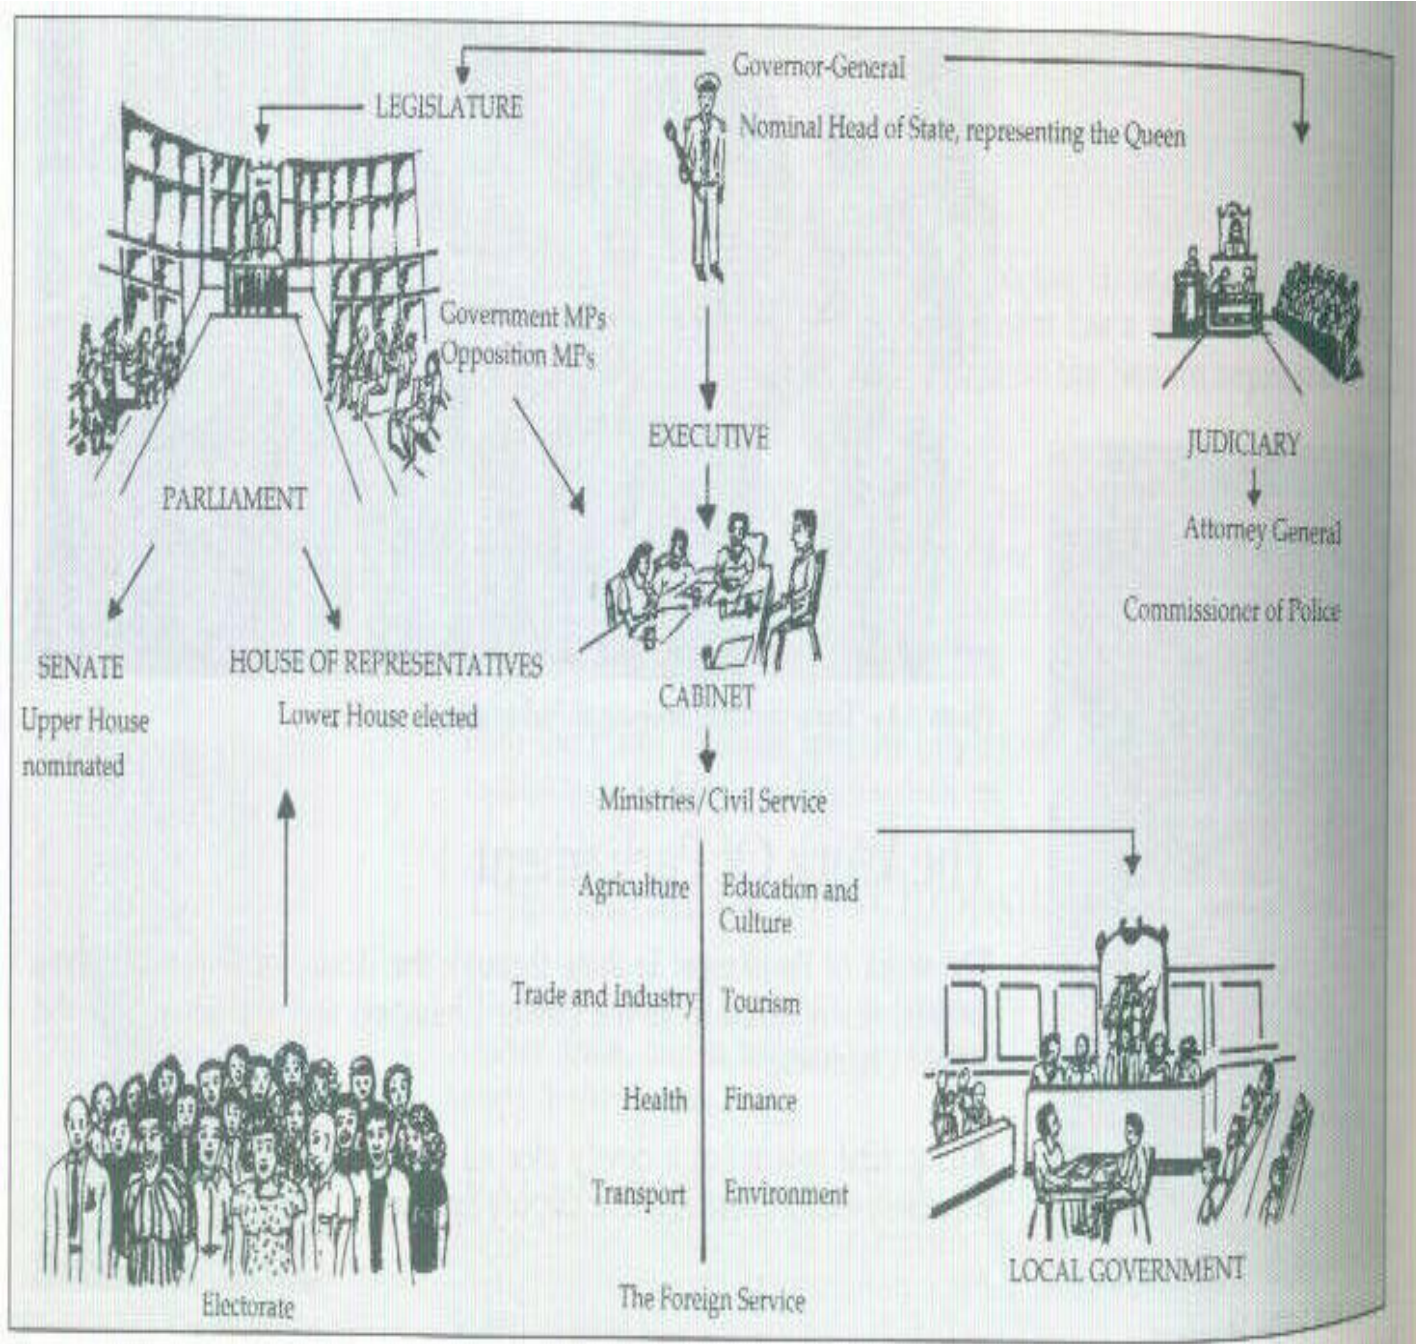 Governor-General
LEGISLATURE
Nominal Head of State, representing the Queen
Government MPs
Opposition MPs
EXECUTIVE
JUDICIARY
PARLIAMENT
Attorney General
Commissioner of Police
SENATE
HOUSE OF REPRESENTATIVES
Upper House
nominated
Lower House elected
CABINET
Ministries/Civil Service
Agriculture
Education and
Culture
Trade and Industry
Tourism
Health
Finance
Transport
Environment
LOCAL GOVERNMENT
Electorate
The Foreign Service